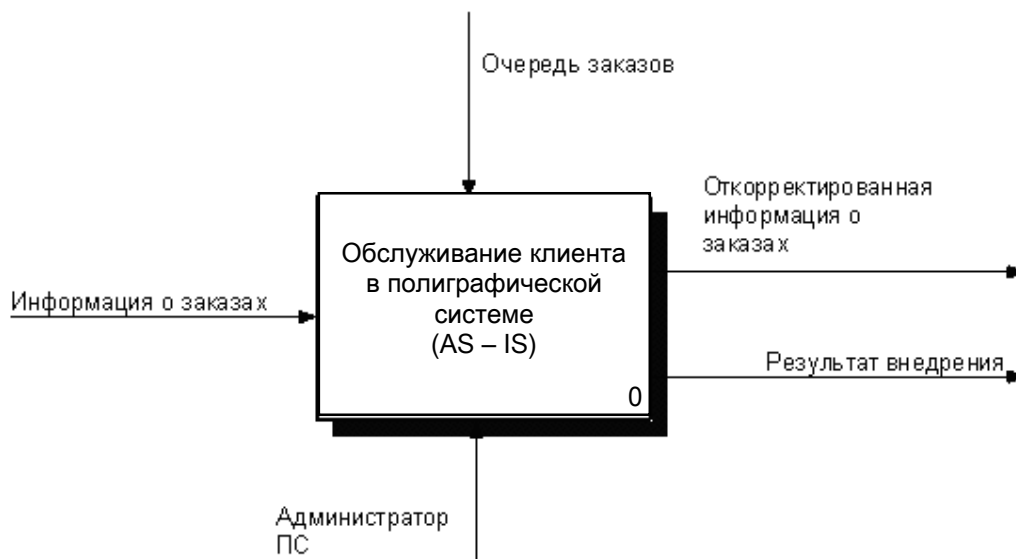 Очередь заказов
Откорректированная
информация о
заказах
Обслуживание клиента
в полиграфической
системе
(AS – IS)
Информация о заказах
Результат внедрения
0
Администратор
ПС